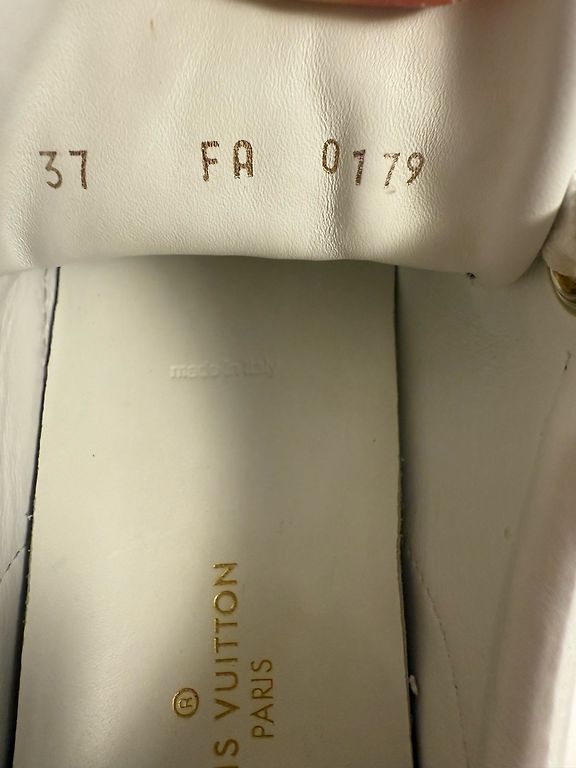 37 FA 0179
made in italy
IS VUITTON
PARIS
®